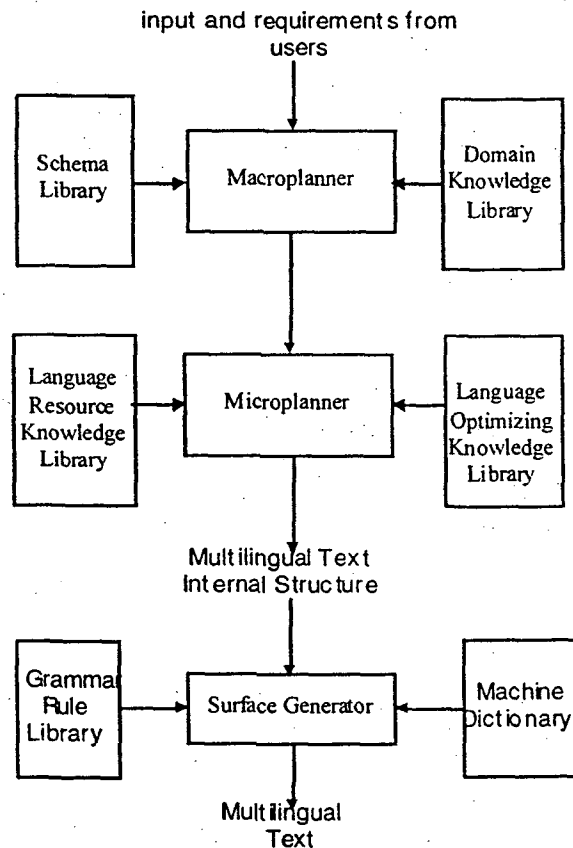 input and requirements from
users
Schema
Library
Macroplanner
Domain
Knowledge
Library
Language
Resource
Knowledge
Library
Microplanner
Language
Optimizing
Knowledge
Library
Multilingual Text
Internal Structure
Grammar
Rule
Library
Surface Generator
Machine
Dictionary
Multilingual
Text